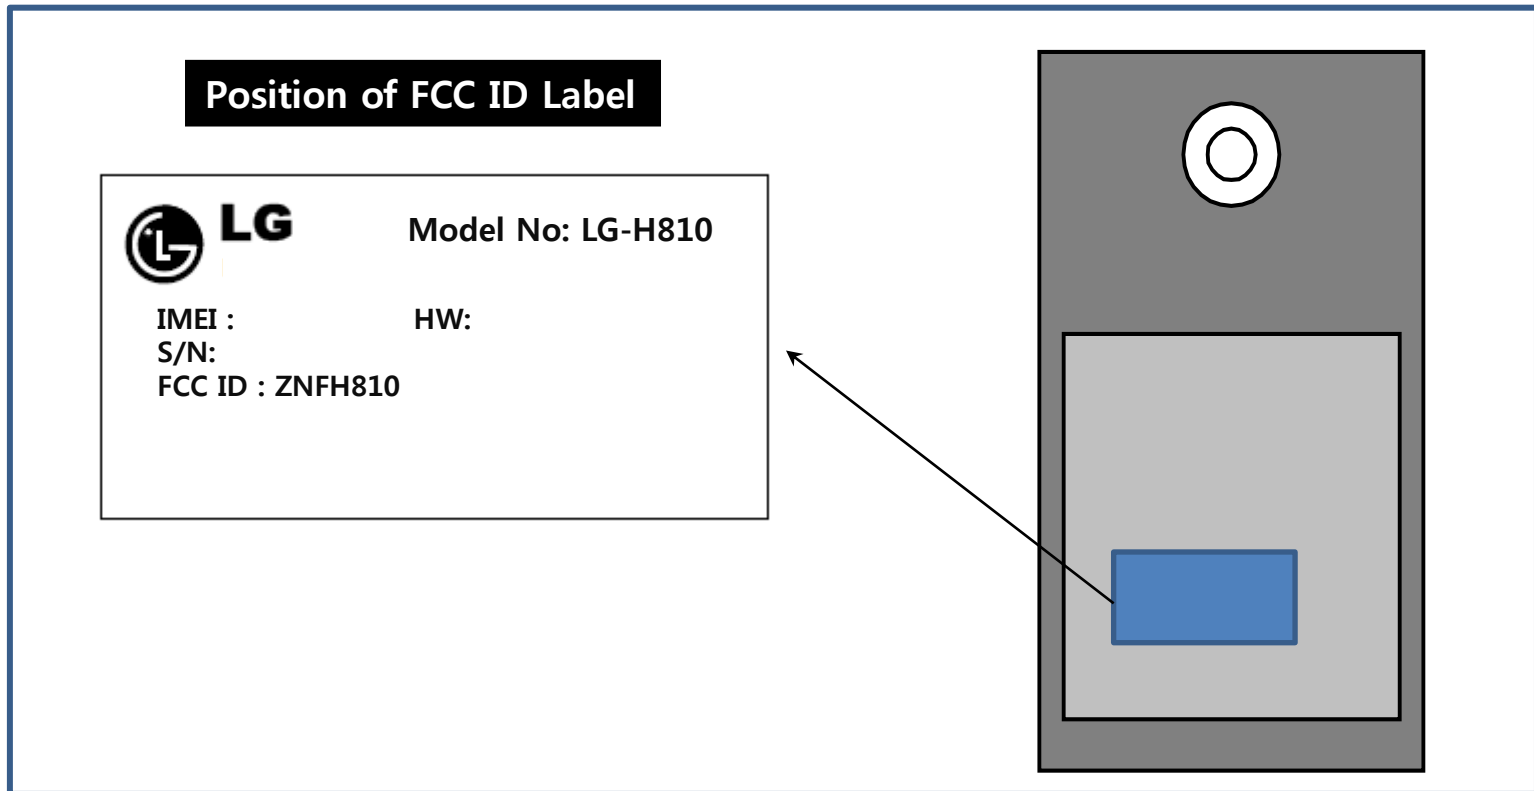 Position of FCC ID Label
LG
Model No: LG-H810
IMEI : HW:
S/N:
FCC ID : ZNFH810